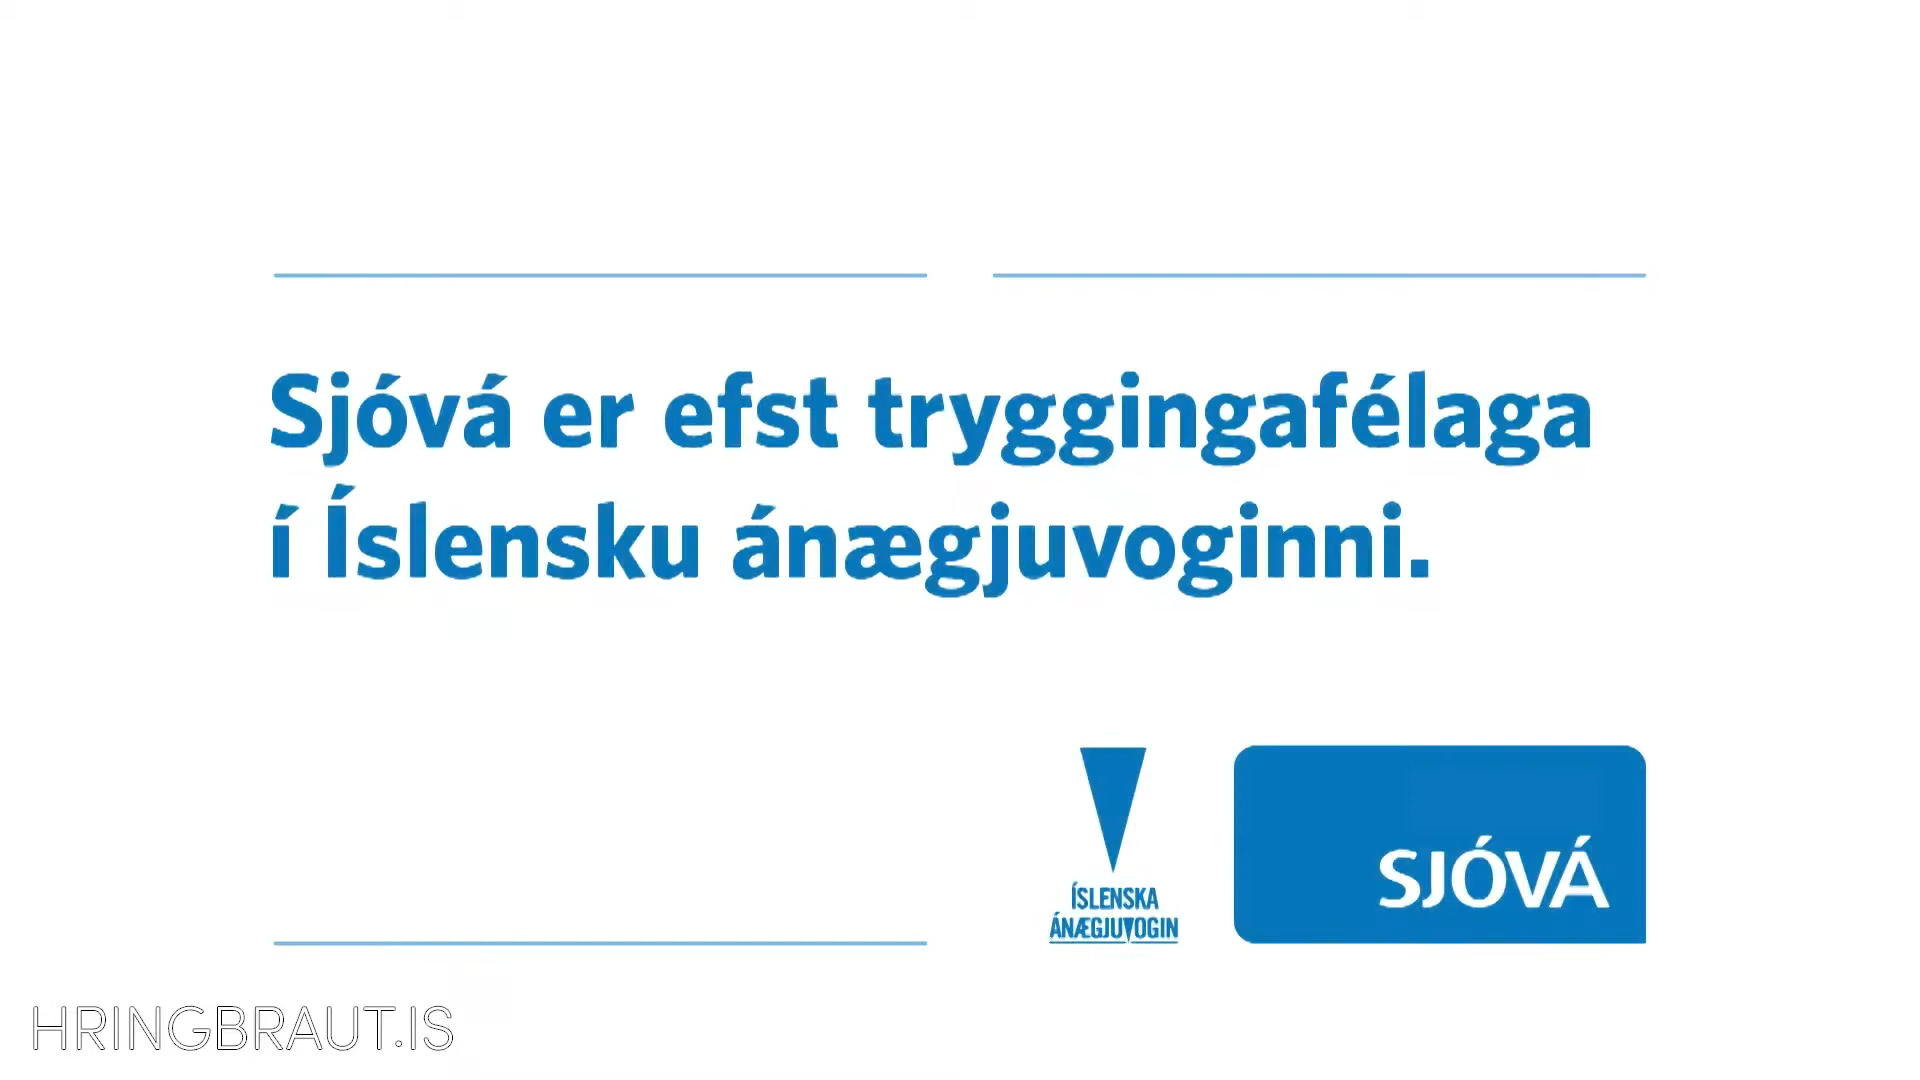 Sjóvá er efst tryggingafélaga
í Íslensku ánægjuvoginni.
ÍSLENSKA
ÁNÆGJUVOGIN
SJÓVÁ
HRINGBRAUT.IS